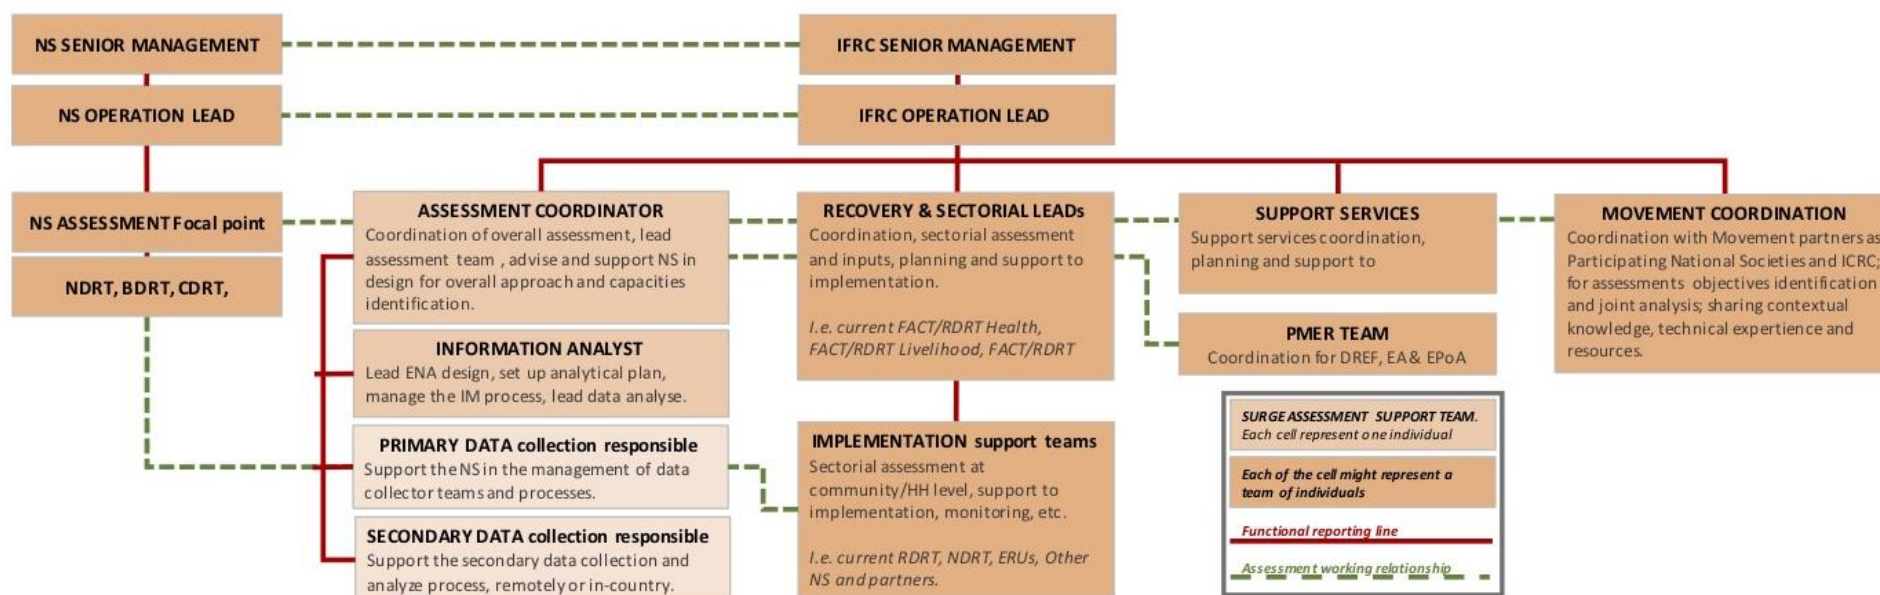 NS SENIOR MANAGEMENT
IFRC SENIOR MANAGEMENT
NS OPERATION LEAD
IFRC OPERATION LEAD
NS ASSESSMENT Focal point
NDRT, BDRT, CDRT,
ASSESSMENT COORDINATOR
Coordination of overall assessment, lead
assessment team , advise and support NS in
design for overall approach and capacities
identification.
INFORMATION ANALYST
Lead ENA design, set up analytical plan,
manage the IM process, lead data analyse.
PRIMARY DATA collection responsible
Support the NS in the management of data
collector teams and processes.
SECONDARY DATA collection responsible
Support the secondary data collection and
analyze process, remotely or in-country.
RECOVERY & SECTORIAL LEADs
Coordination, sectorial assessment
and inputs, planning and support to
implementation.
I.e. current FACT/RDRT Health,
FACT/RDRT Livelihood, FACT/RDRT
IMPLEMENTATION support teams
Sectorial assessment at
community/HH level, support to
implementation, monitoring, etc.
I.e. current RDRT, NDRT, ERUs, Other
NS and partners.
SUPPORT SERVICES
Support services coordination,
planning and support to
PMER TEAM
Coordination for DREF, EA & EPoA
MOVEMENT COORDINATION
Coordination with Movement partners as
Participating National Societies and ICRC;
for assessments objectives identification
and joint analysis; sharing contextual
knowledge, technical expertience and
resources.
SURGE ASSESSMENT SUPPORT TEAM.
Each cell represent one individual
Each of the cell might represent a
team of individuals
Functional reporting line
Assessment working relationship